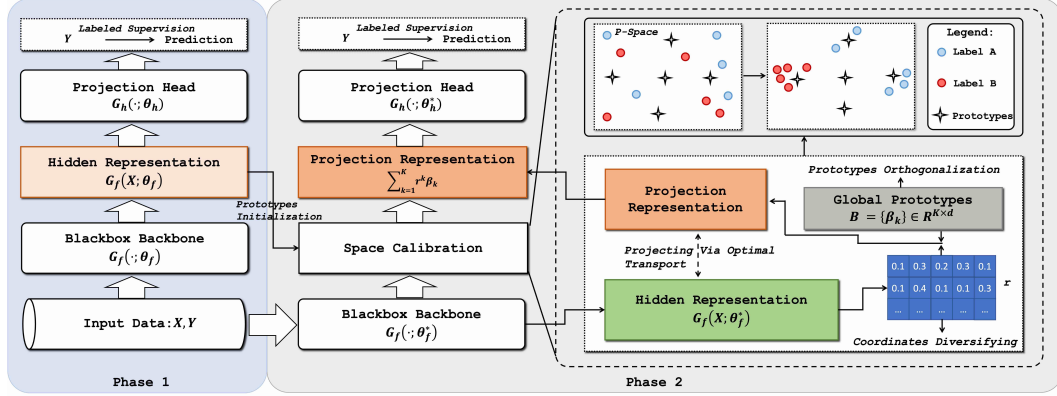 Labeled Supervision
Y Prediction
Projection Head
G_h(·;θ_h)
Hidden Representation
G_f(X;θ_f)
Blackbox Backbone
G_f(·;θ_f)
Input Data:X,Y
Phase 1
Prototypes
Initialization
Labeled Supervision
Y Prediction
Projection Head
G_h(·;θ_h^*)
Projection Representation
∑_{k=1}^{K} r^k β_k
Space Calibration
Blackbox Backbone
G_f(·;θ_f^*)
Phase 2
P-Space
Legend:
Label A
Label B
Prototypes
Prototypes Orthogonalization
Projection
Representation
Global Prototypes
B = {β_k} ∈ R^{K×d}
Projecting Via Optimal
Transport
Hidden Representation
G_f(X;θ_f^*)
0.1 0.3 0.2 0.3 0.1
0.1 0.4 0.1 0.1 0.3
… … … … …
r
Coordinates Diversifying